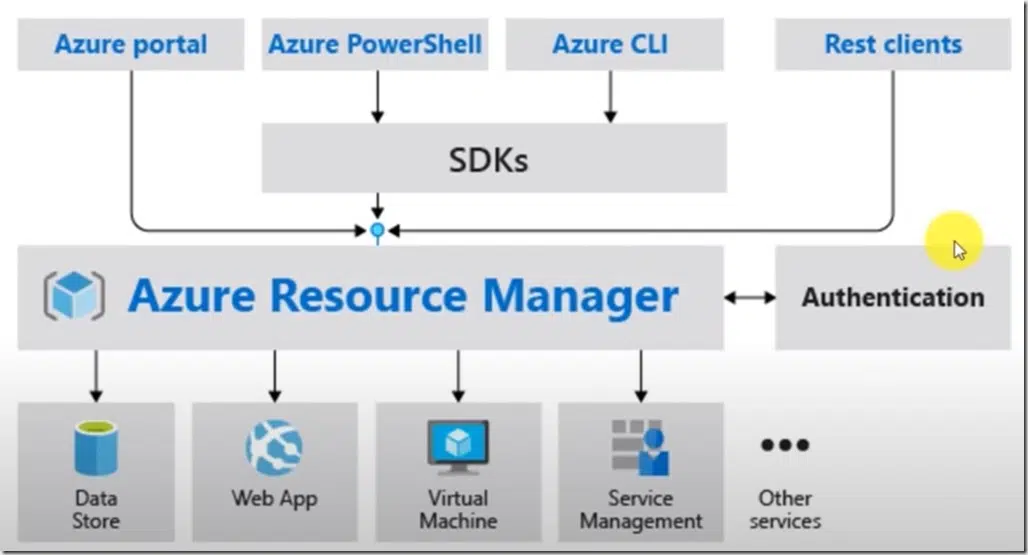 Azure portal
Azure PowerShell
Azure CLI
Rest clients
SDKs
Azure Resource Manager
Authentication
Data
Store
Web App
Virtual
Machine
Service
Management
Other
services